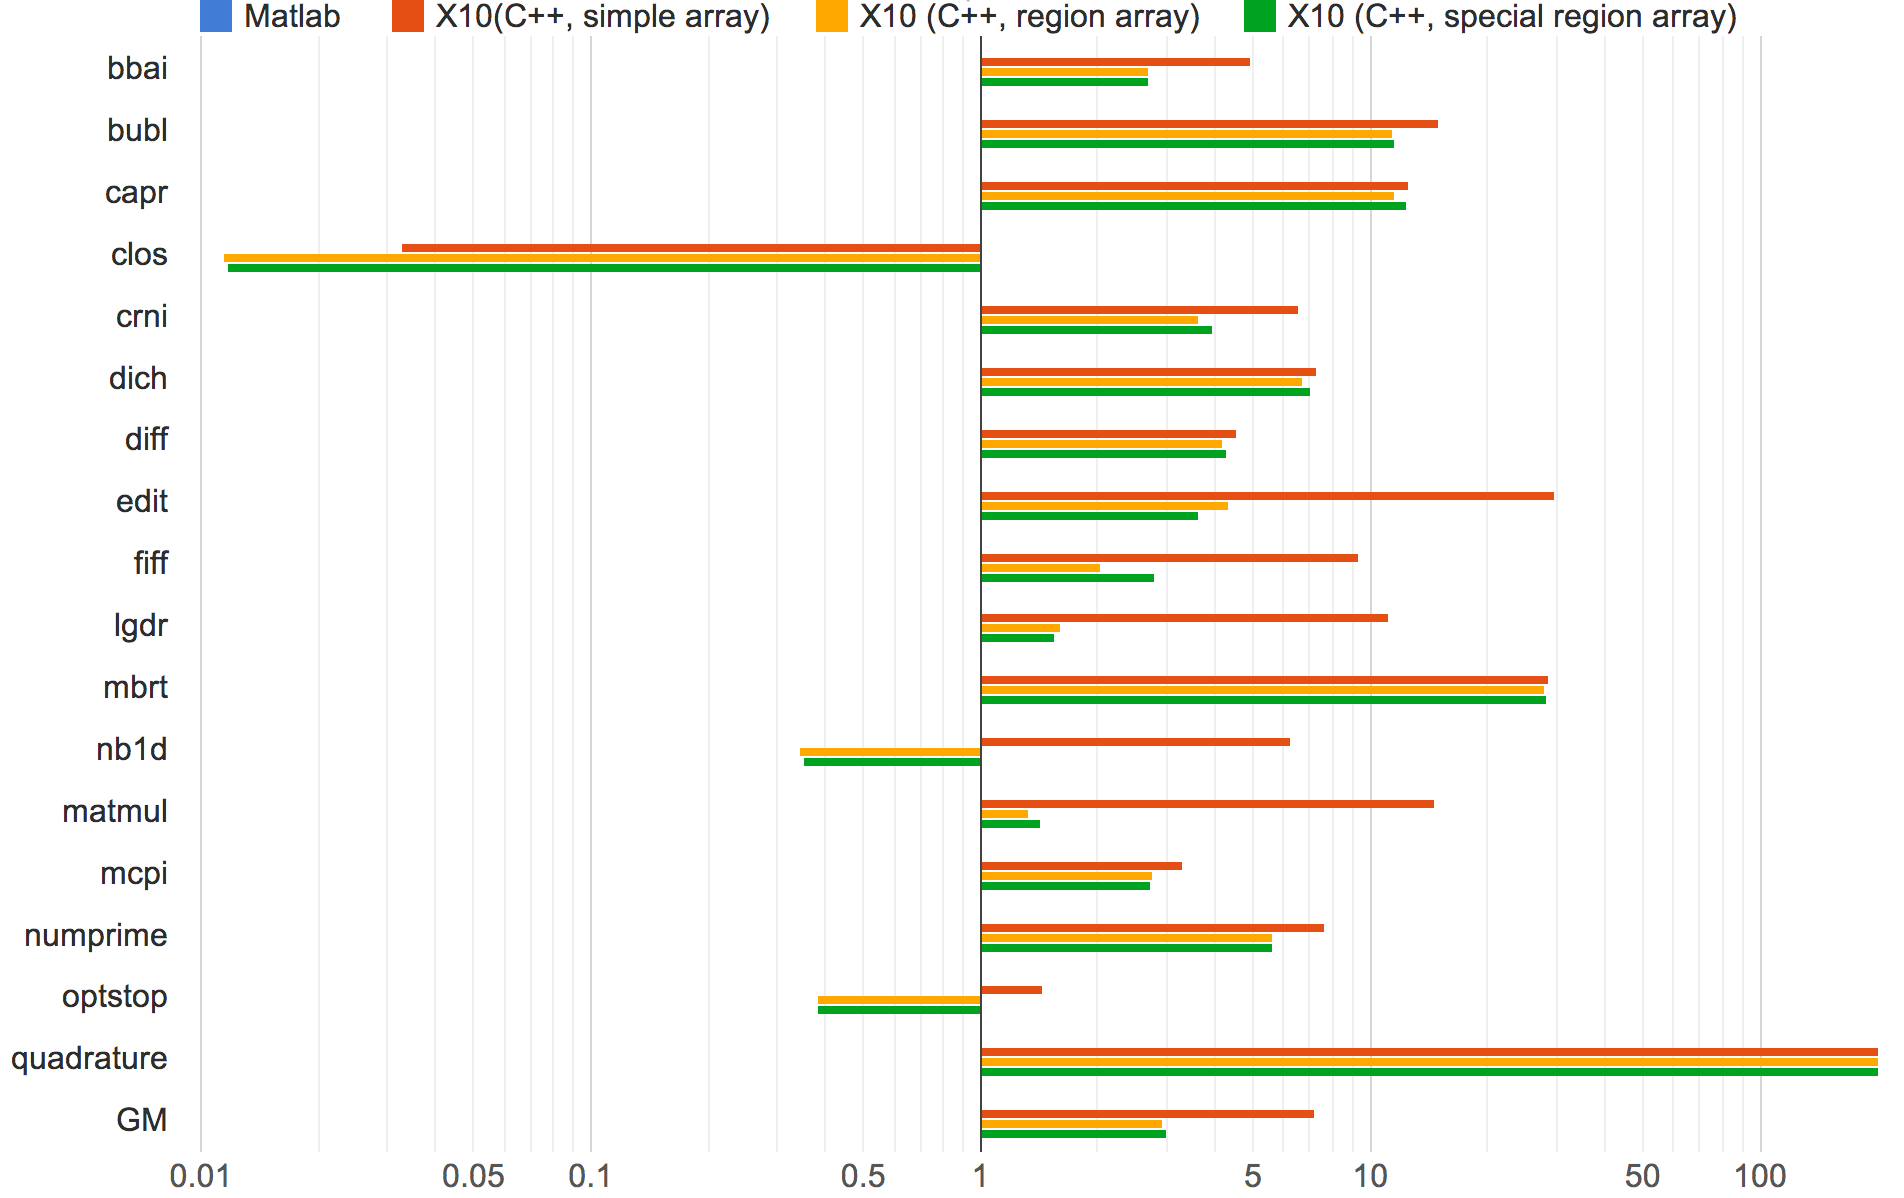 Matlab X10(C++, simple array) X10 (C++, region array) X10 (C++, special region array)
bbai
bubl
capr
clos
crni
dich
diff
edit
fiff
lgdr
mbrt
nb1d
matmul
mcpi
numprime
optstop
quadrature
GM
0.01 0.05 0.1 0.5 1 5 10 50 100